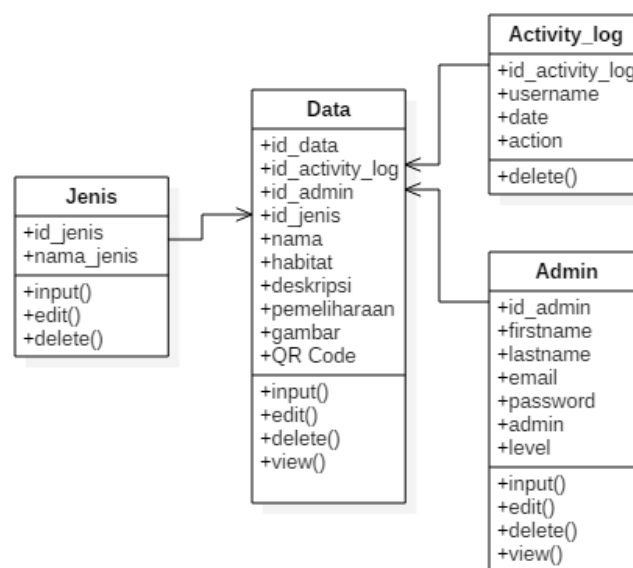 Jenis
+id_jenis
+nama_jenis
+input()
+edit()
+delete()
Data
+id_data
+id_activity_log
+id_admin
+id_jenis
+nama
+habitat
+deskripsi
+pemeliharaan
+gambar
+QR Code
+input()
+edit()
+delete()
+view()
Activity_log
+id_activity_log
+username
+date
+action
+delete()
Admin
+id_admin
+firstname
+lastname
+email
+password
+admin
+level
+input()
+edit()
+delete()
+view()